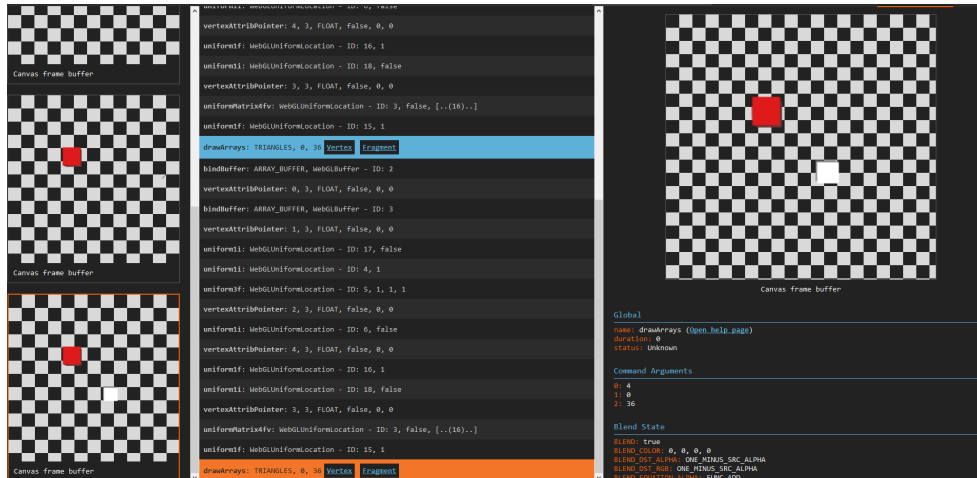 Canvas frame buffer
Canvas frame buffer
Canvas frame buffer
uniform1i: WebGLUniformLocation - ID: 6, false
vertexAttribPointer: 4, 3, FLOAT, false, 0, 0
uniform1f: WebGLUniformLocation - ID: 16, 1
uniform1i: WebGLUniformLocation - ID: 18, false
vertexAttribPointer: 3, 3, FLOAT, false, 0, 0
uniformMatrix4fv: WebGLUniformLocation - ID: 3, false, [..(16)..]
uniform1f: WebGLUniformLocation - ID: 15, 1
drawArrays: TRIANGLES, 0, 36 Vertex Fragment
bindBuffer: ARRAY_BUFFER, WebGLBuffer - ID: 2
vertexAttribPointer: 0, 3, FLOAT, false, 0, 0
bindBuffer: ARRAY_BUFFER, WebGLBuffer - ID: 3
vertexAttribPointer: 1, 3, FLOAT, false, 0, 0
uniform1i: WebGLUniformLocation - ID: 17, false
uniform1i: WebGLUniformLocation - ID: 4, 1
uniform3f: WebGLUniformLocation - ID: 5, 1, 1, 1
vertexAttribPointer: 2, 3, FLOAT, false, 0, 0
uniform1i: WebGLUniformLocation - ID: 6, false
vertexAttribPointer: 4, 3, FLOAT, false, 0, 0
uniform1f: WebGLUniformLocation - ID: 16, 1
uniform1i: WebGLUniformLocation - ID: 18, false
vertexAttribPointer: 3, 3, FLOAT, false, 0, 0
uniformMatrix4fv: WebGLUniformLocation - ID: 3, false, [..(16)..]
uniform1f: WebGLUniformLocation - ID: 15, 1
drawArrays: TRIANGLES, 0, 36 Vertex Fragment
Canvas frame buffer
Global
name: drawArrays (Open help page)
duration: 0
status: Unknown
Command Arguments
0: 4
1: 0
2: 36
Blend State
BLEND: true
BLEND_COLOR: 0, 0, 0, 0
BLEND_DST_ALPHA: ONE_MINUS_SRC_ALPHA
BLEND_DST_RGB: ONE_MINUS_SRC_ALPHA
BLEND_EQUATION_ALPHA: FUNC_ADD